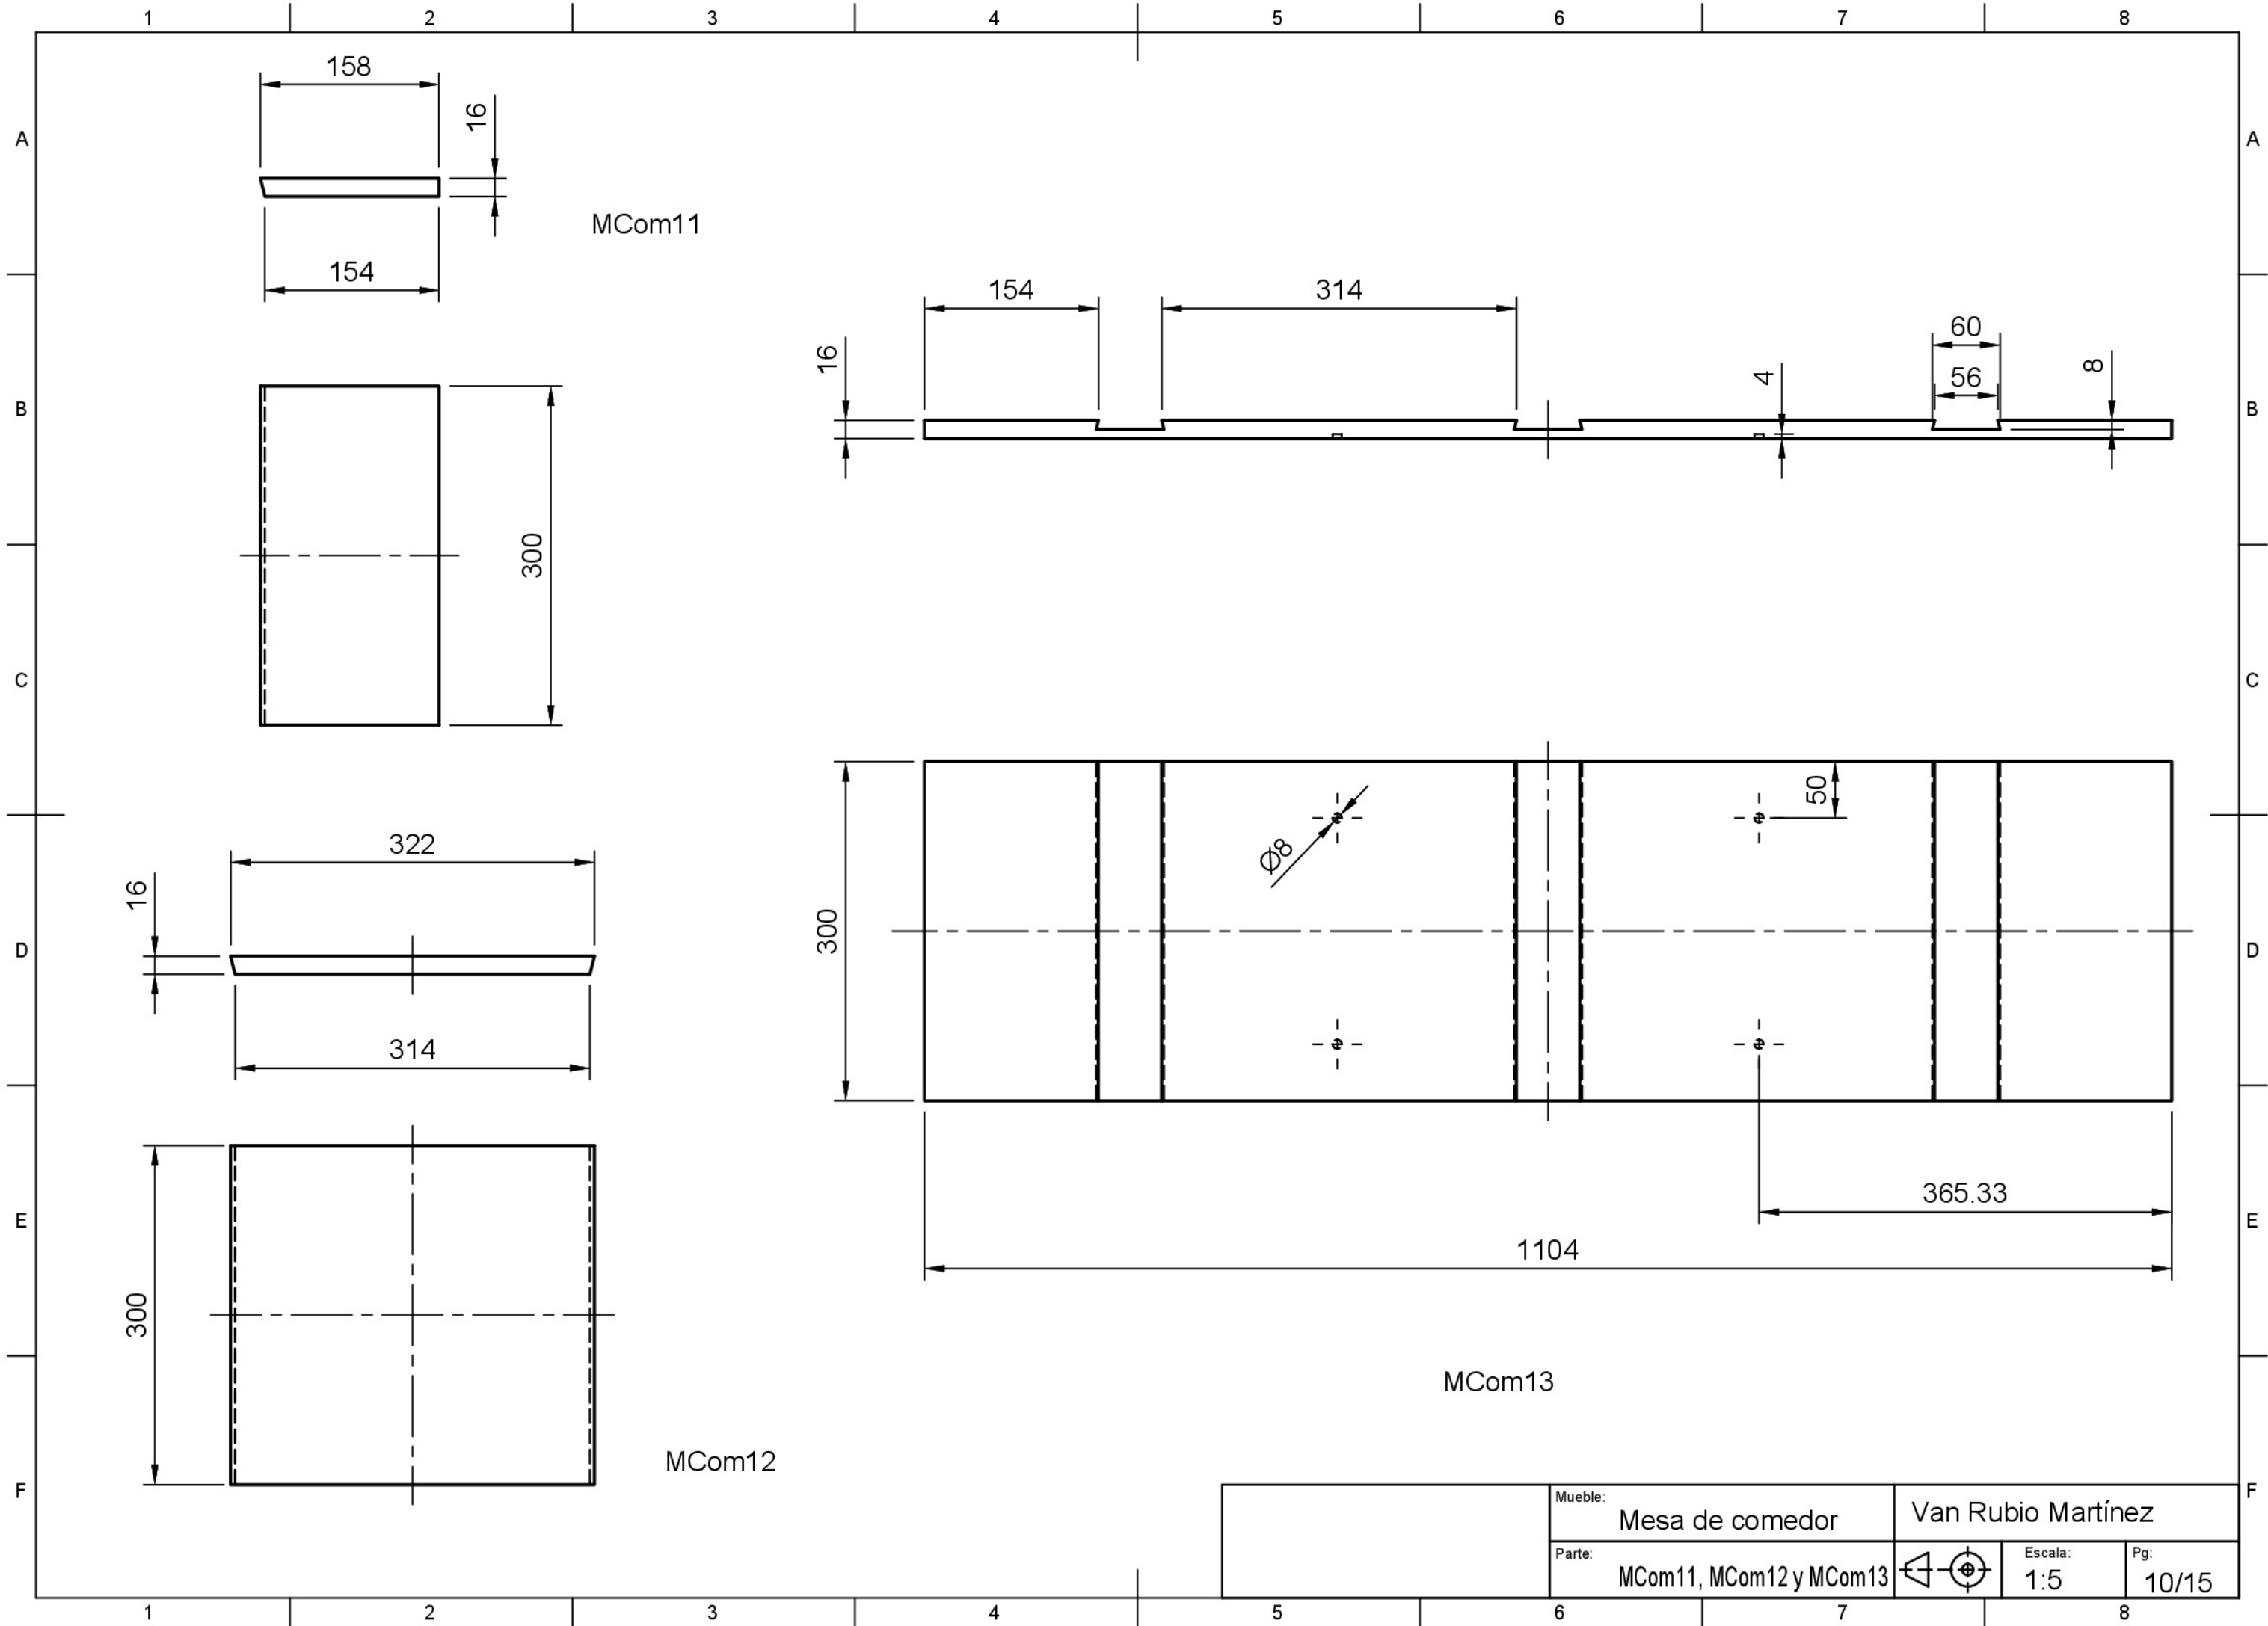 1 2 3 4 5 6 7 8
A A
B B
C C
D D
E E
F F
158
16
154
MCom11
300
154
314
60
56
16
4
8
322
16
314
300
MCom12
50
Ø8
300
365.33
1104
MCom13
Mueble:
Mesa de comedor
Van Rubio Martínez
Parte:
MCom11, MCom12 y MCom13
Escala:
1:5
Pg:
10/15
1 2 3 4 5 6 7 8